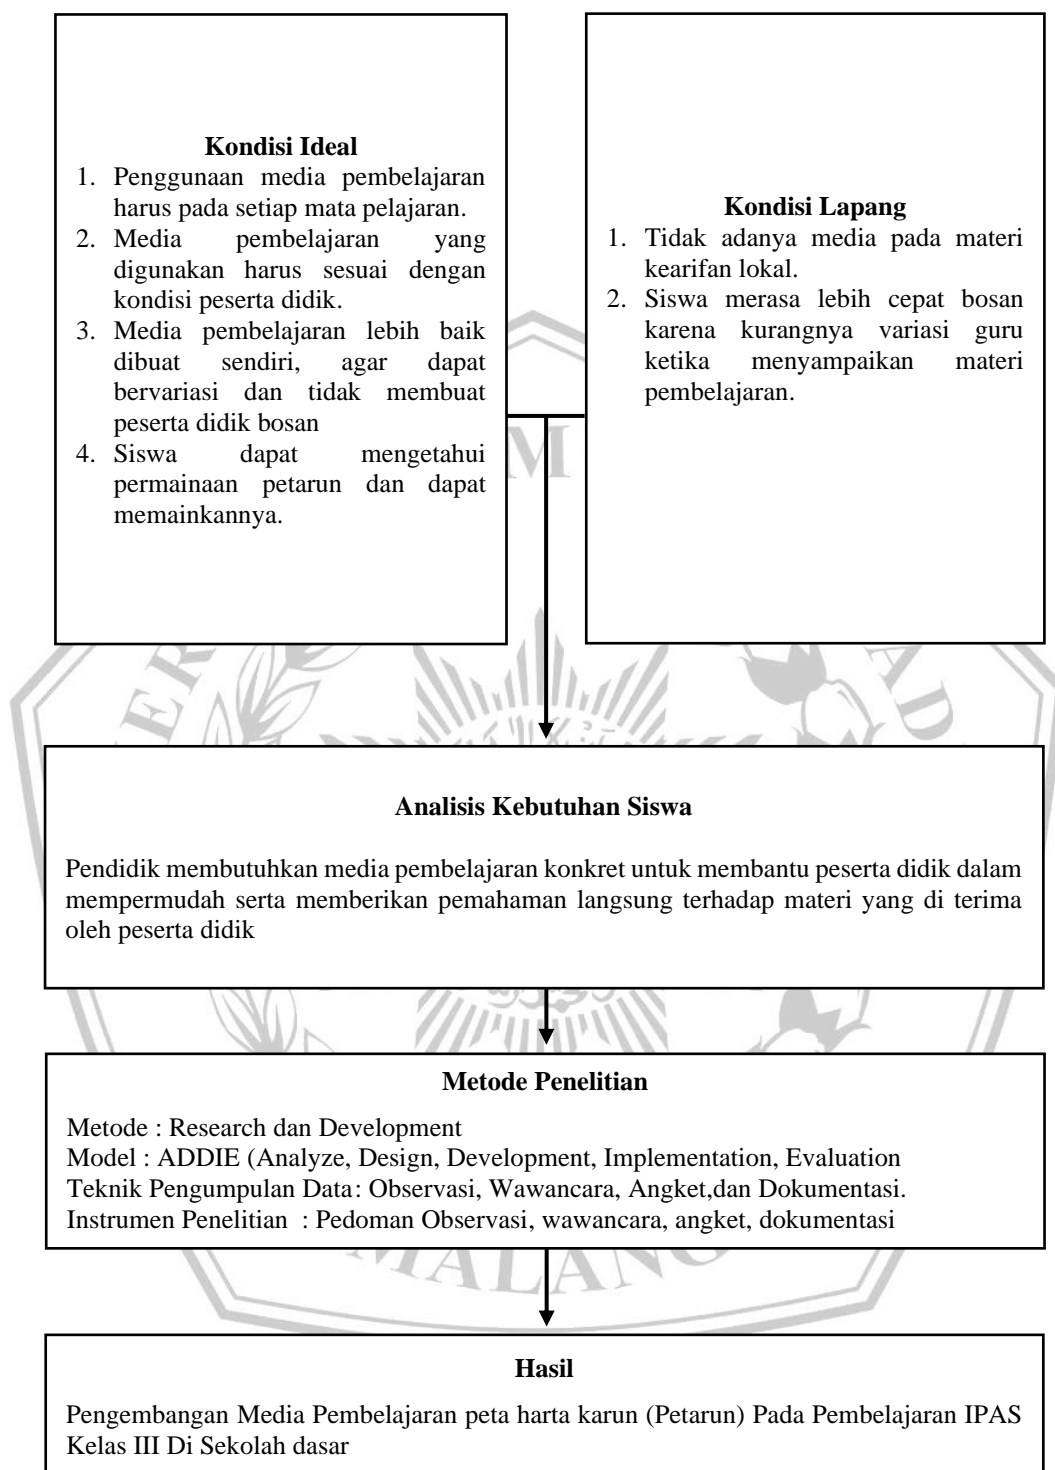 Kondisi Ideal
1. Penggunaan media pembelajaran
harus pada setiap mata pelajaran.
2. Media pembelajaran yang
digunakan harus sesuai dengan
kondisi peserta didik.
3. Media pembelajaran lebih baik
dibuat sendiri, agar dapat
bervariasi dan tidak membuat
peserta didik bosan
4. Siswa dapat mengetahui
permainaan petarun dan dapat
memainkannya.
Kondisi Lapang
1. Tidak adanya media pada materi
kearifan lokal.
2. Siswa merasa lebih cepat bosan
karena kurangnya variasi guru
ketika menyampaikan materi
pembelajaran.
Analisis Kebutuhan Siswa
Pendidik membutuhkan media pembelajaran konkret untuk membantu peserta didik dalam
mempermudah serta memberikan pemahaman langsung terhadap materi yang di terima
oleh peserta didik
Metode Penelitian
Metode : Research dan Development
Model : ADDIE (Analyze, Design, Development, Implementation, Evaluation
Teknik Pengumpulan Data: Observasi, Wawancara, Angket,dan Dokumentasi.
Instrumen Penelitian : Pedoman Observasi, wawancara, angket, dokumentasi
MALANG
Hasil
Pengembangan Media Pembelajaran peta harta karun (Petarun) Pada Pembelajaran IPAS
Kelas III Di Sekolah dasar